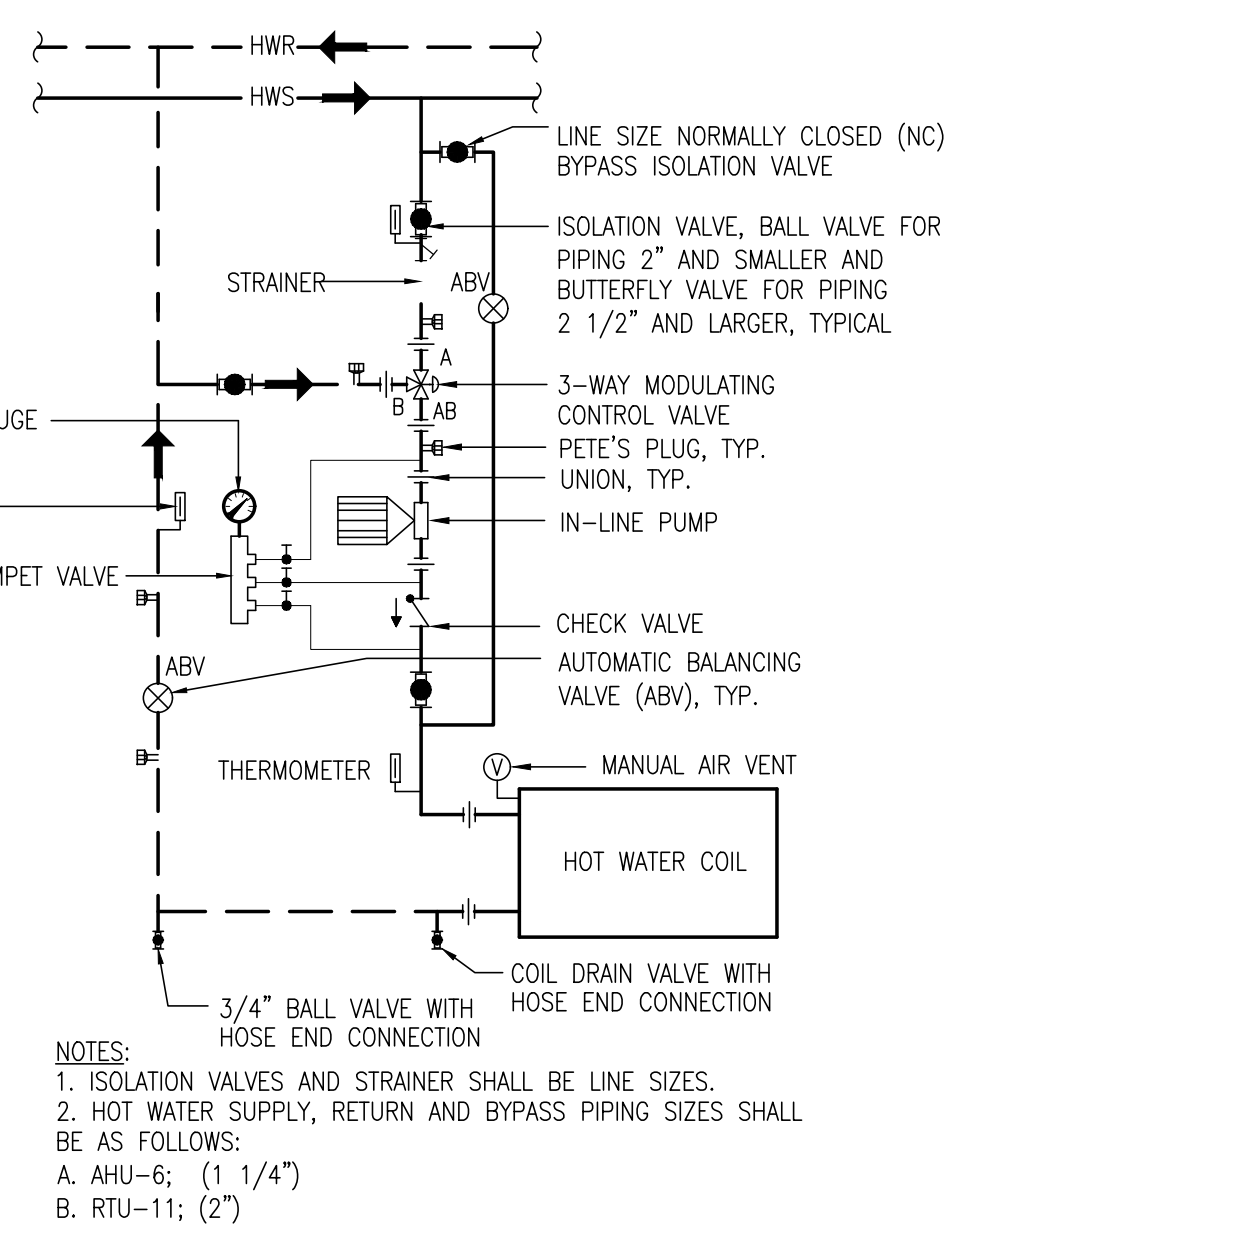 HWR
HWS
LINE SIZE NORMALLY CLOSED (NC)
BYPASS ISOLATION VALVE
ISOLATION VALVE, BALL VALVE FOR
PIPING 2" AND SMALLER AND
BUTTERFLY VALVE FOR PIPING
2 1/2" AND LARGER, TYPICAL
STRAINER
ABV
A
B
AB
3-WAY MODULATING
CONTROL VALVE
UGE
PETE'S PLUG, TYP.
UNION, TYP.
IN-LINE PUMP
MPET VALVE
CHECK VALVE
ABV
AUTOMATIC BALANCING
VALVE (ABV), TYP.
THERMOMETER
V
MANUAL AIR VENT
HOT WATER COIL
COIL DRAIN VALVE WITH
HOSE END CONNECTION
3/4" BALL VALVE WITH
HOSE END CONNECTION
NOTES:
1. ISOLATION VALVES AND STRAINER SHALL BE LINE SIZES.
2. HOT WATER SUPPLY, RETURN AND BYPASS PIPING SIZES SHALL
BE AS FOLLOWS:
A. AHU-6; (1 1/4")
B. RTU-11; (2")